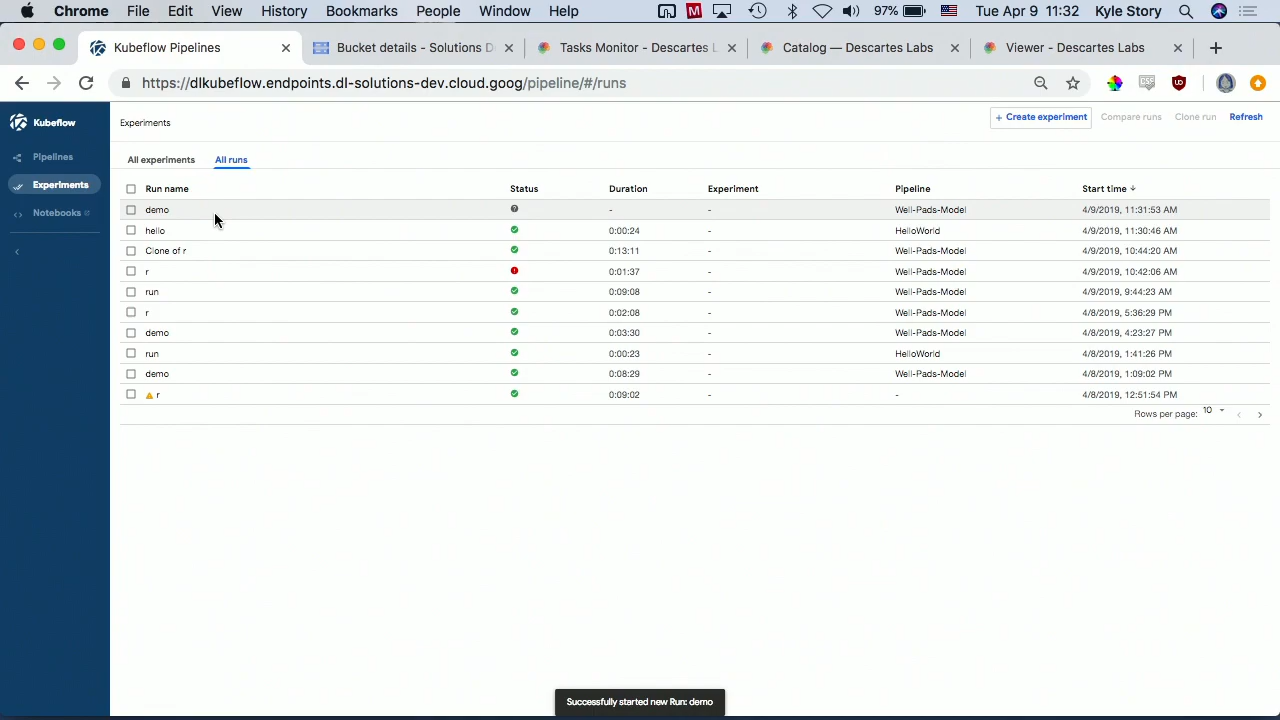 Chrome File Edit View History Bookmarks People Window Help 97% Tue Apr 9 11:32 Kyle Story
Kubeflow Pipelines Bucket details - Solutions D Tasks Monitor - Descartes L Catalog — Descartes Labs Viewer - Descartes Labs
https://dlkubeflow.endpoints.dl-solutions-dev.cloud.goog/pipeline/#/runs
Kubeflow
Pipelines
Experiments
Notebooks
Experiments
+ Create experiment Compare runs Clone run Refresh
All experiments All runs
Run name Status Duration Experiment Pipeline Start time
demo - - Well-Pads-Model 4/9/2019, 11:31:53 AM
hello 0:00:24 - HelloWorld 4/9/2019, 11:30:46 AM
Clone of r 0:13:11 - Well-Pads-Model 4/9/2019, 10:44:20 AM
r 0:01:37 - Well-Pads-Model 4/9/2019, 10:42:06 AM
run 0:09:08 - Well-Pads-Model 4/9/2019, 9:44:23 AM
r 0:02:08 - Well-Pads-Model 4/8/2019, 5:36:29 PM
demo 0:03:30 - Well-Pads-Model 4/8/2019, 4:23:27 PM
run 0:00:23 - HelloWorld 4/8/2019, 1:41:26 PM
demo 0:08:29 - Well-Pads-Model 4/8/2019, 1:09:02 PM
r 0:09:02 - - 4/8/2019, 12:51:54 PM
Rows per page: 10
Successfully started new Run: demo